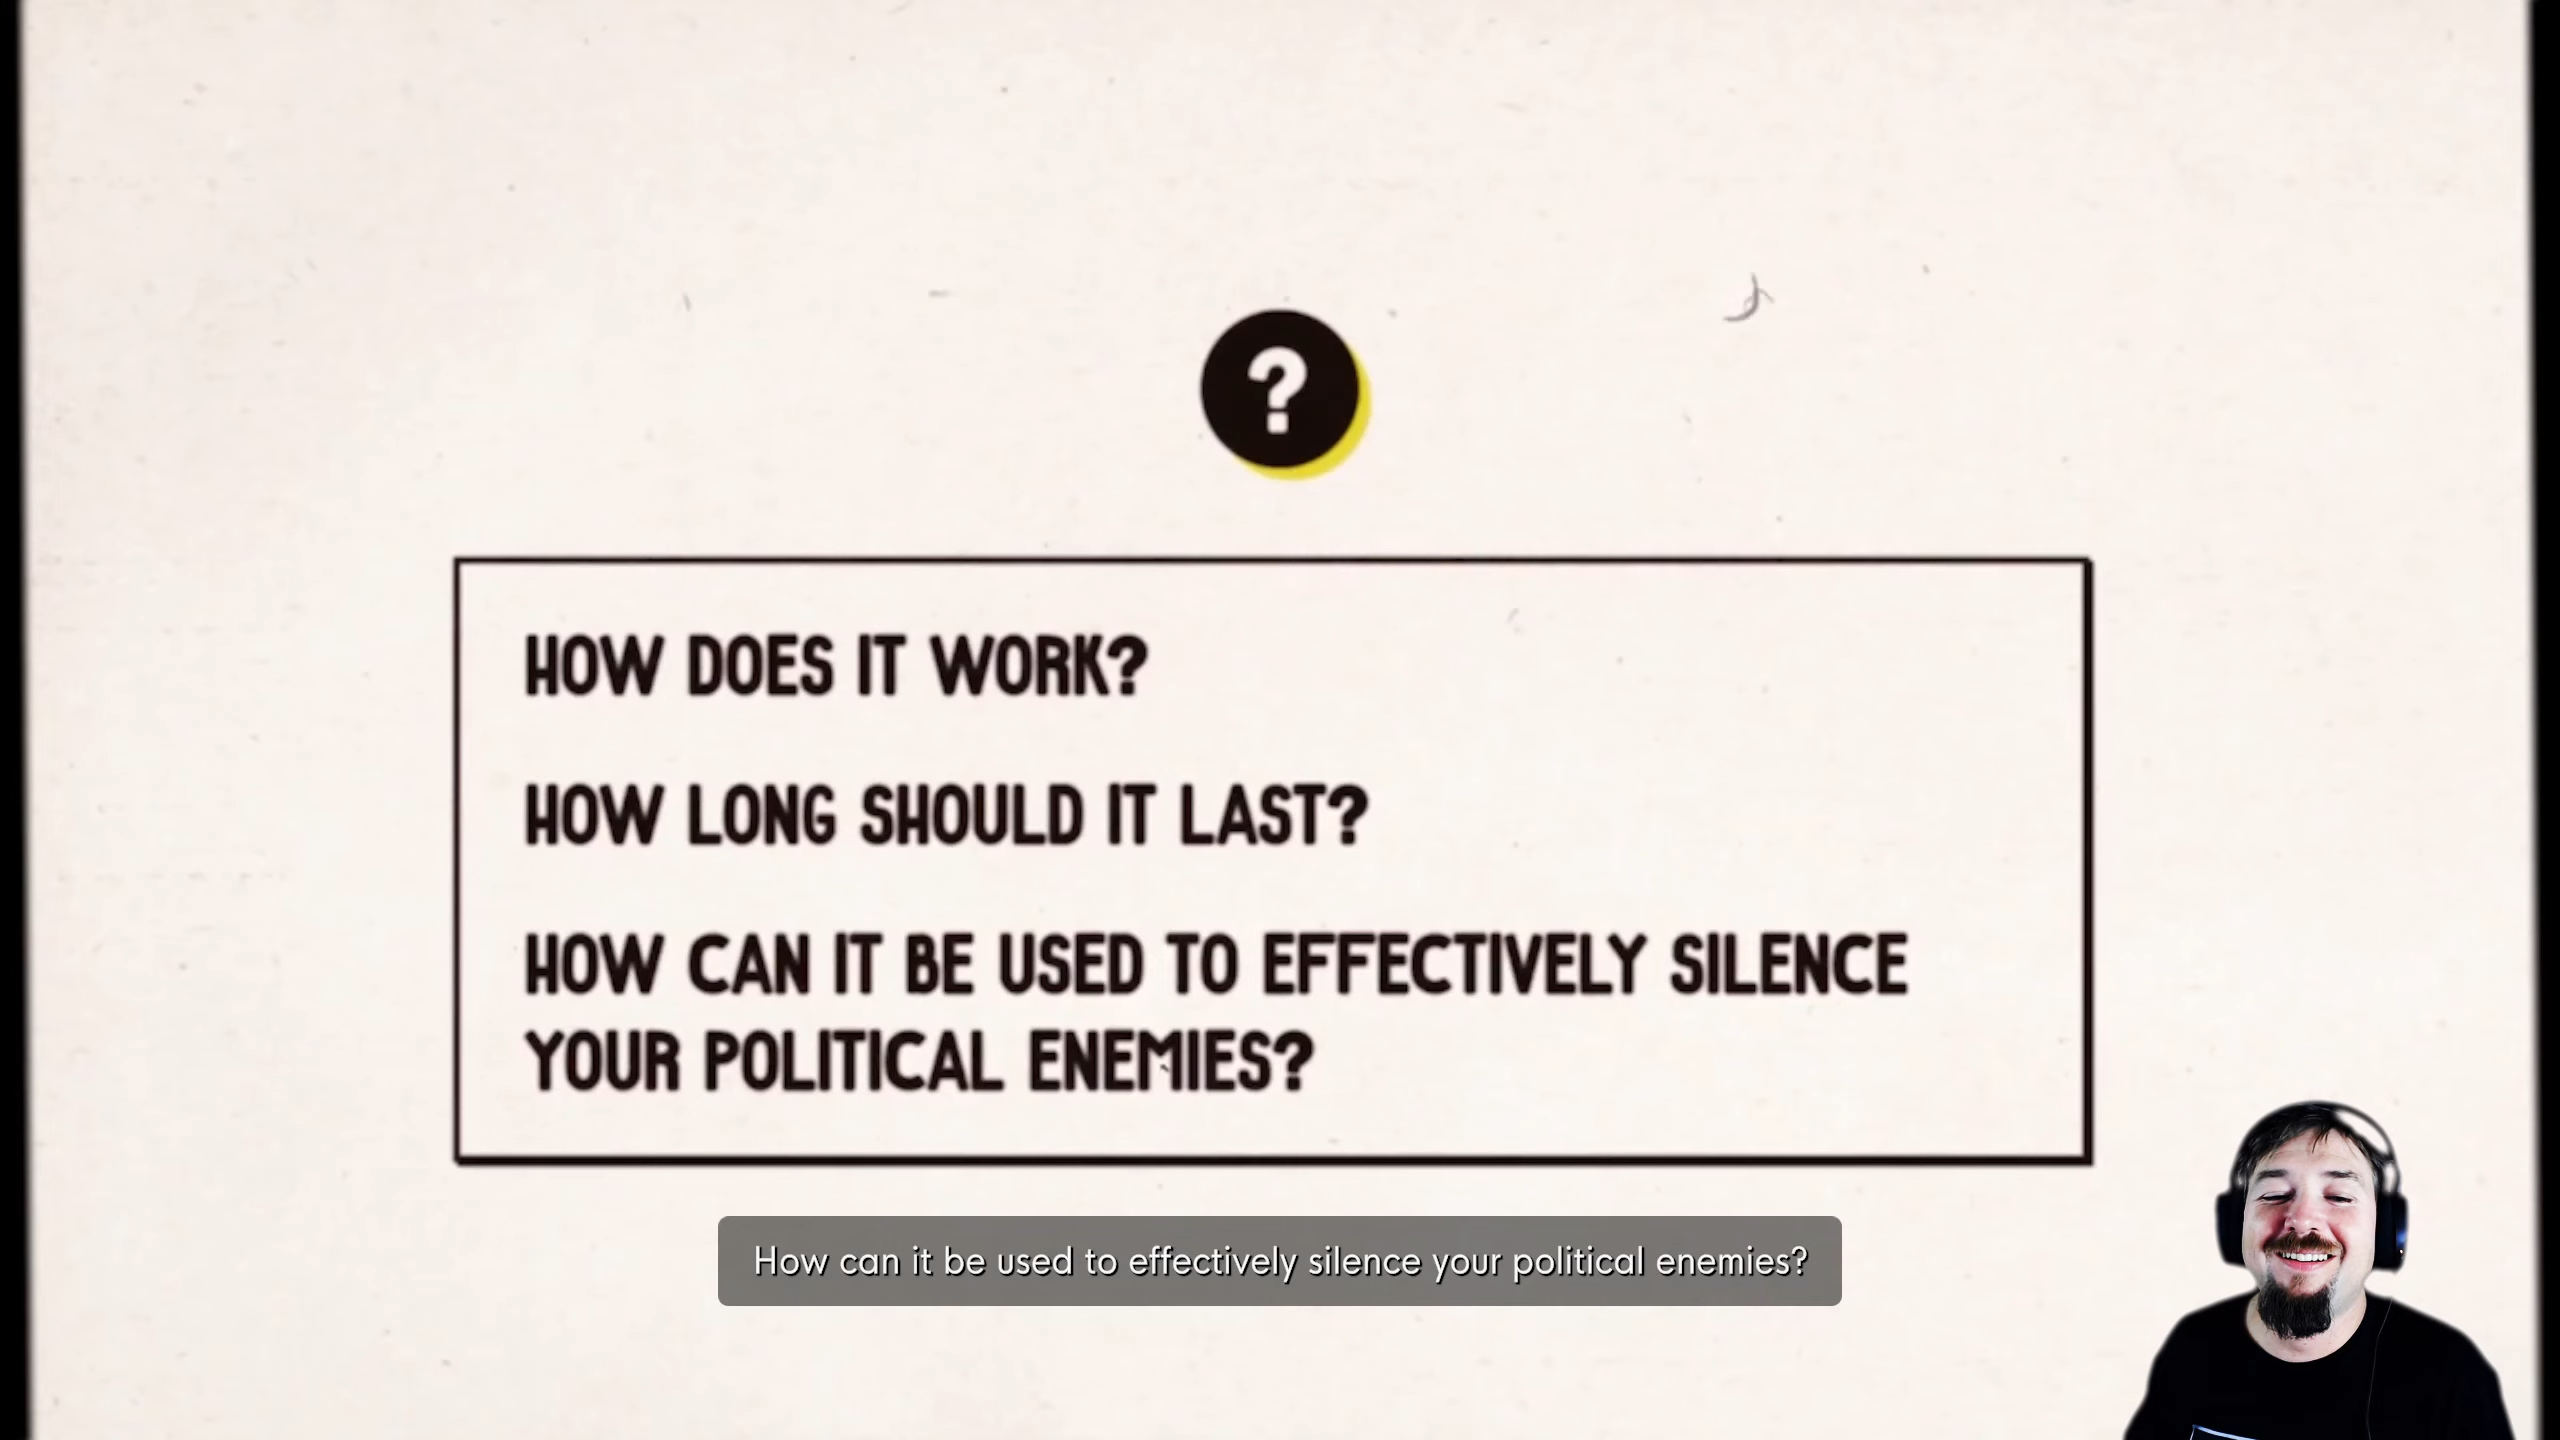 ?
HOW DOES IT WORK?
HOW LONG SHOULD IT LAST?
HOW CAN IT BE USED TO EFFECTIVELY SILENCE
YOUR POLITICAL ENEMIES?
How can it be used to effectively silence your political enemies?